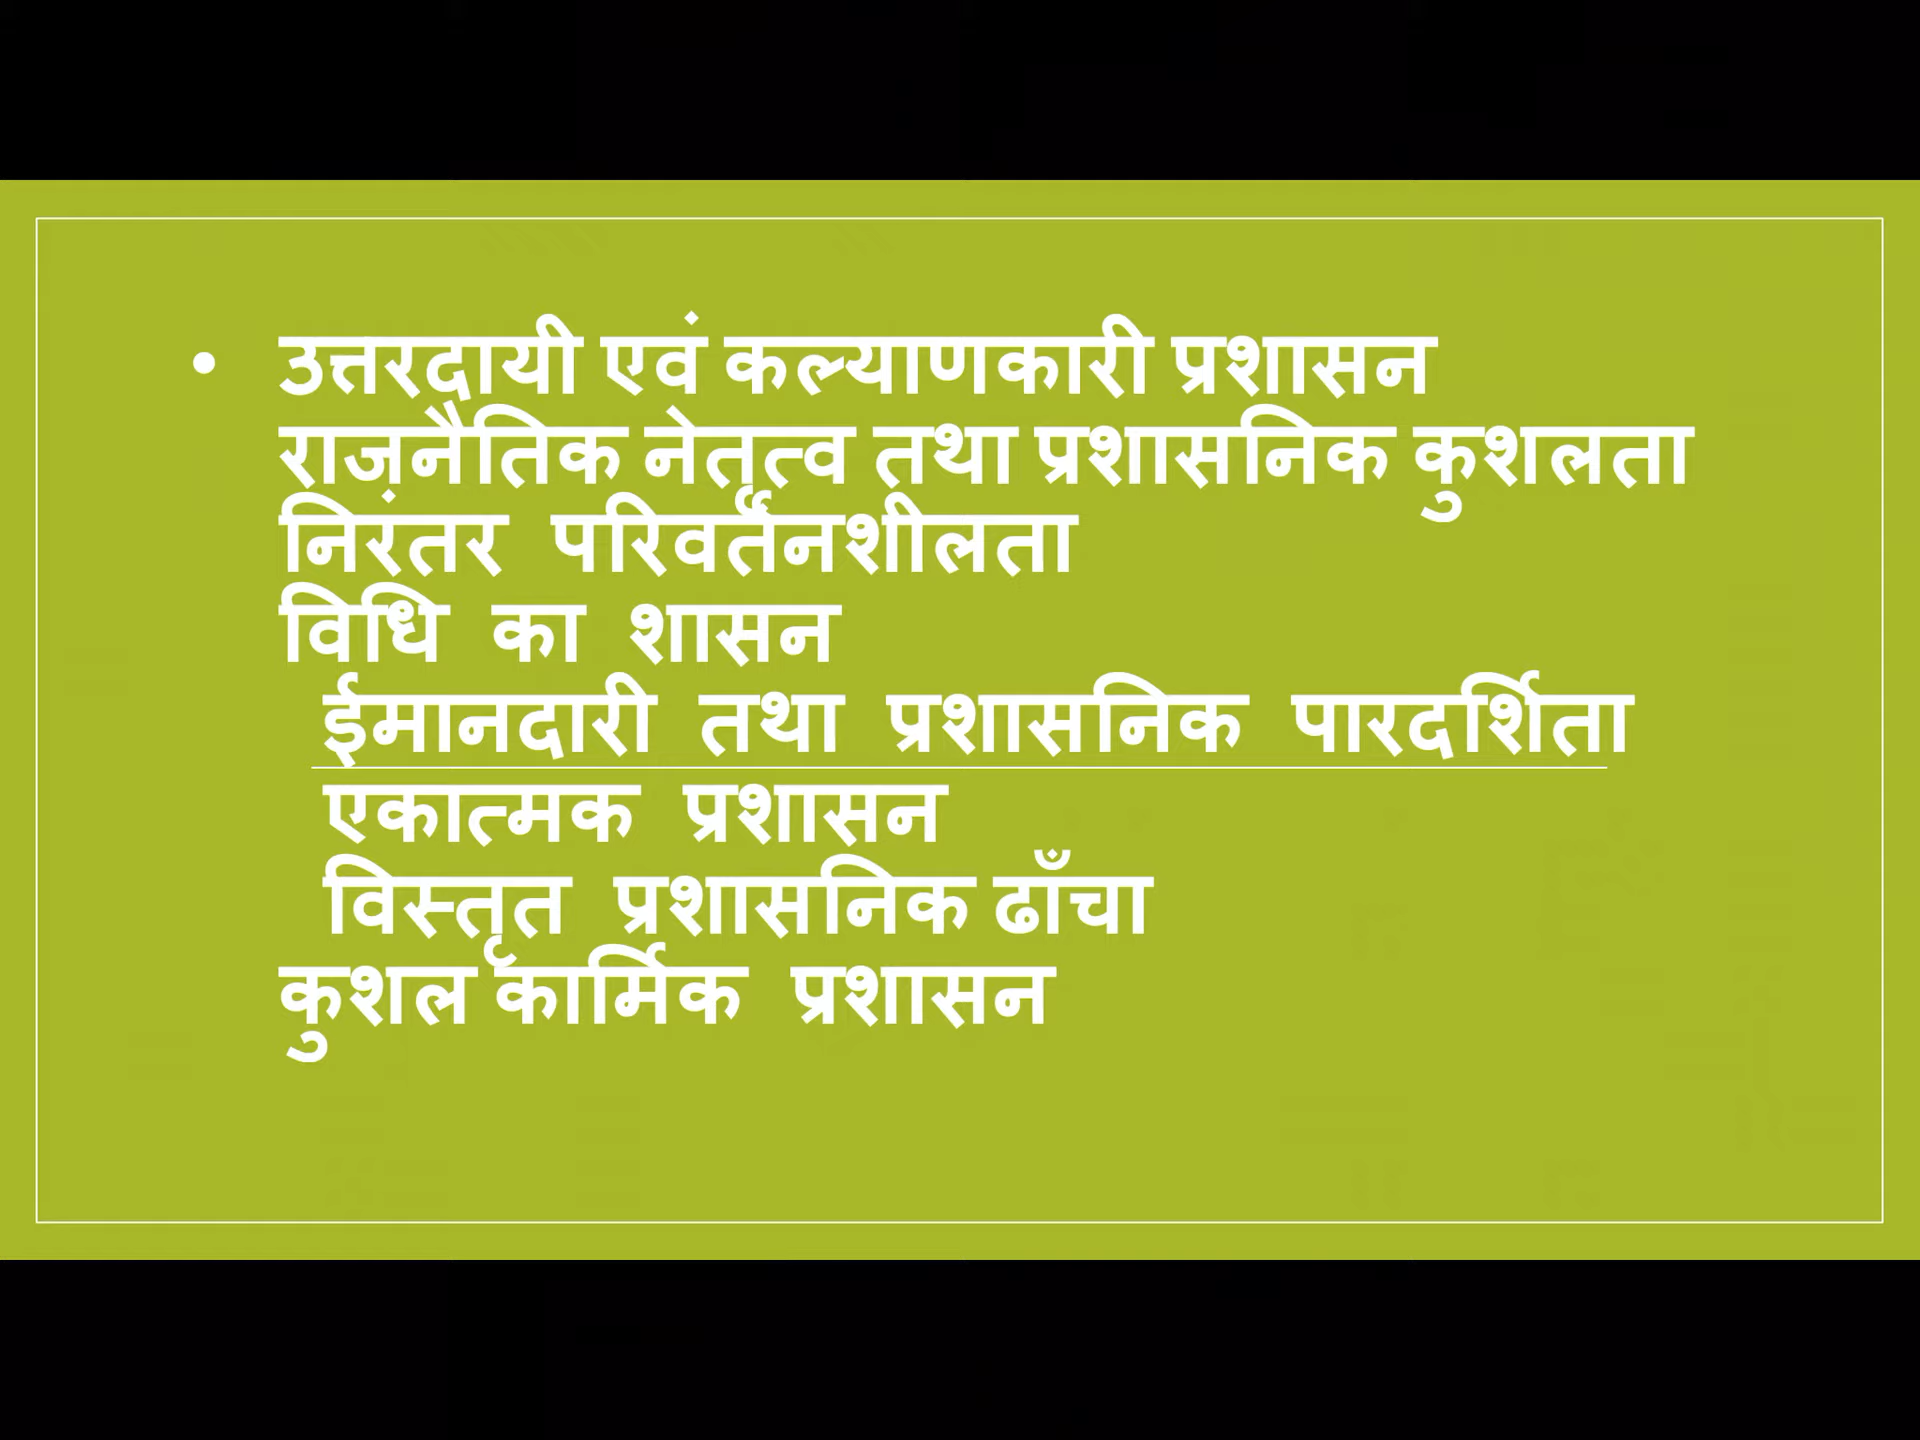 • उत्तरदायी एवं कल्याणकारी प्रशासन
राजनैतिक नेतृत्व तथा प्रशासनिक कुशलता
निरंतर परिवर्तनशीलता
विधि का शासन
ईमानदारी तथा प्रशासनिक पारदर्शिता
एकात्मक प्रशासन
विस्तृत प्रशासनिक ढाँचा
कुशल कार्मिक प्रशासन